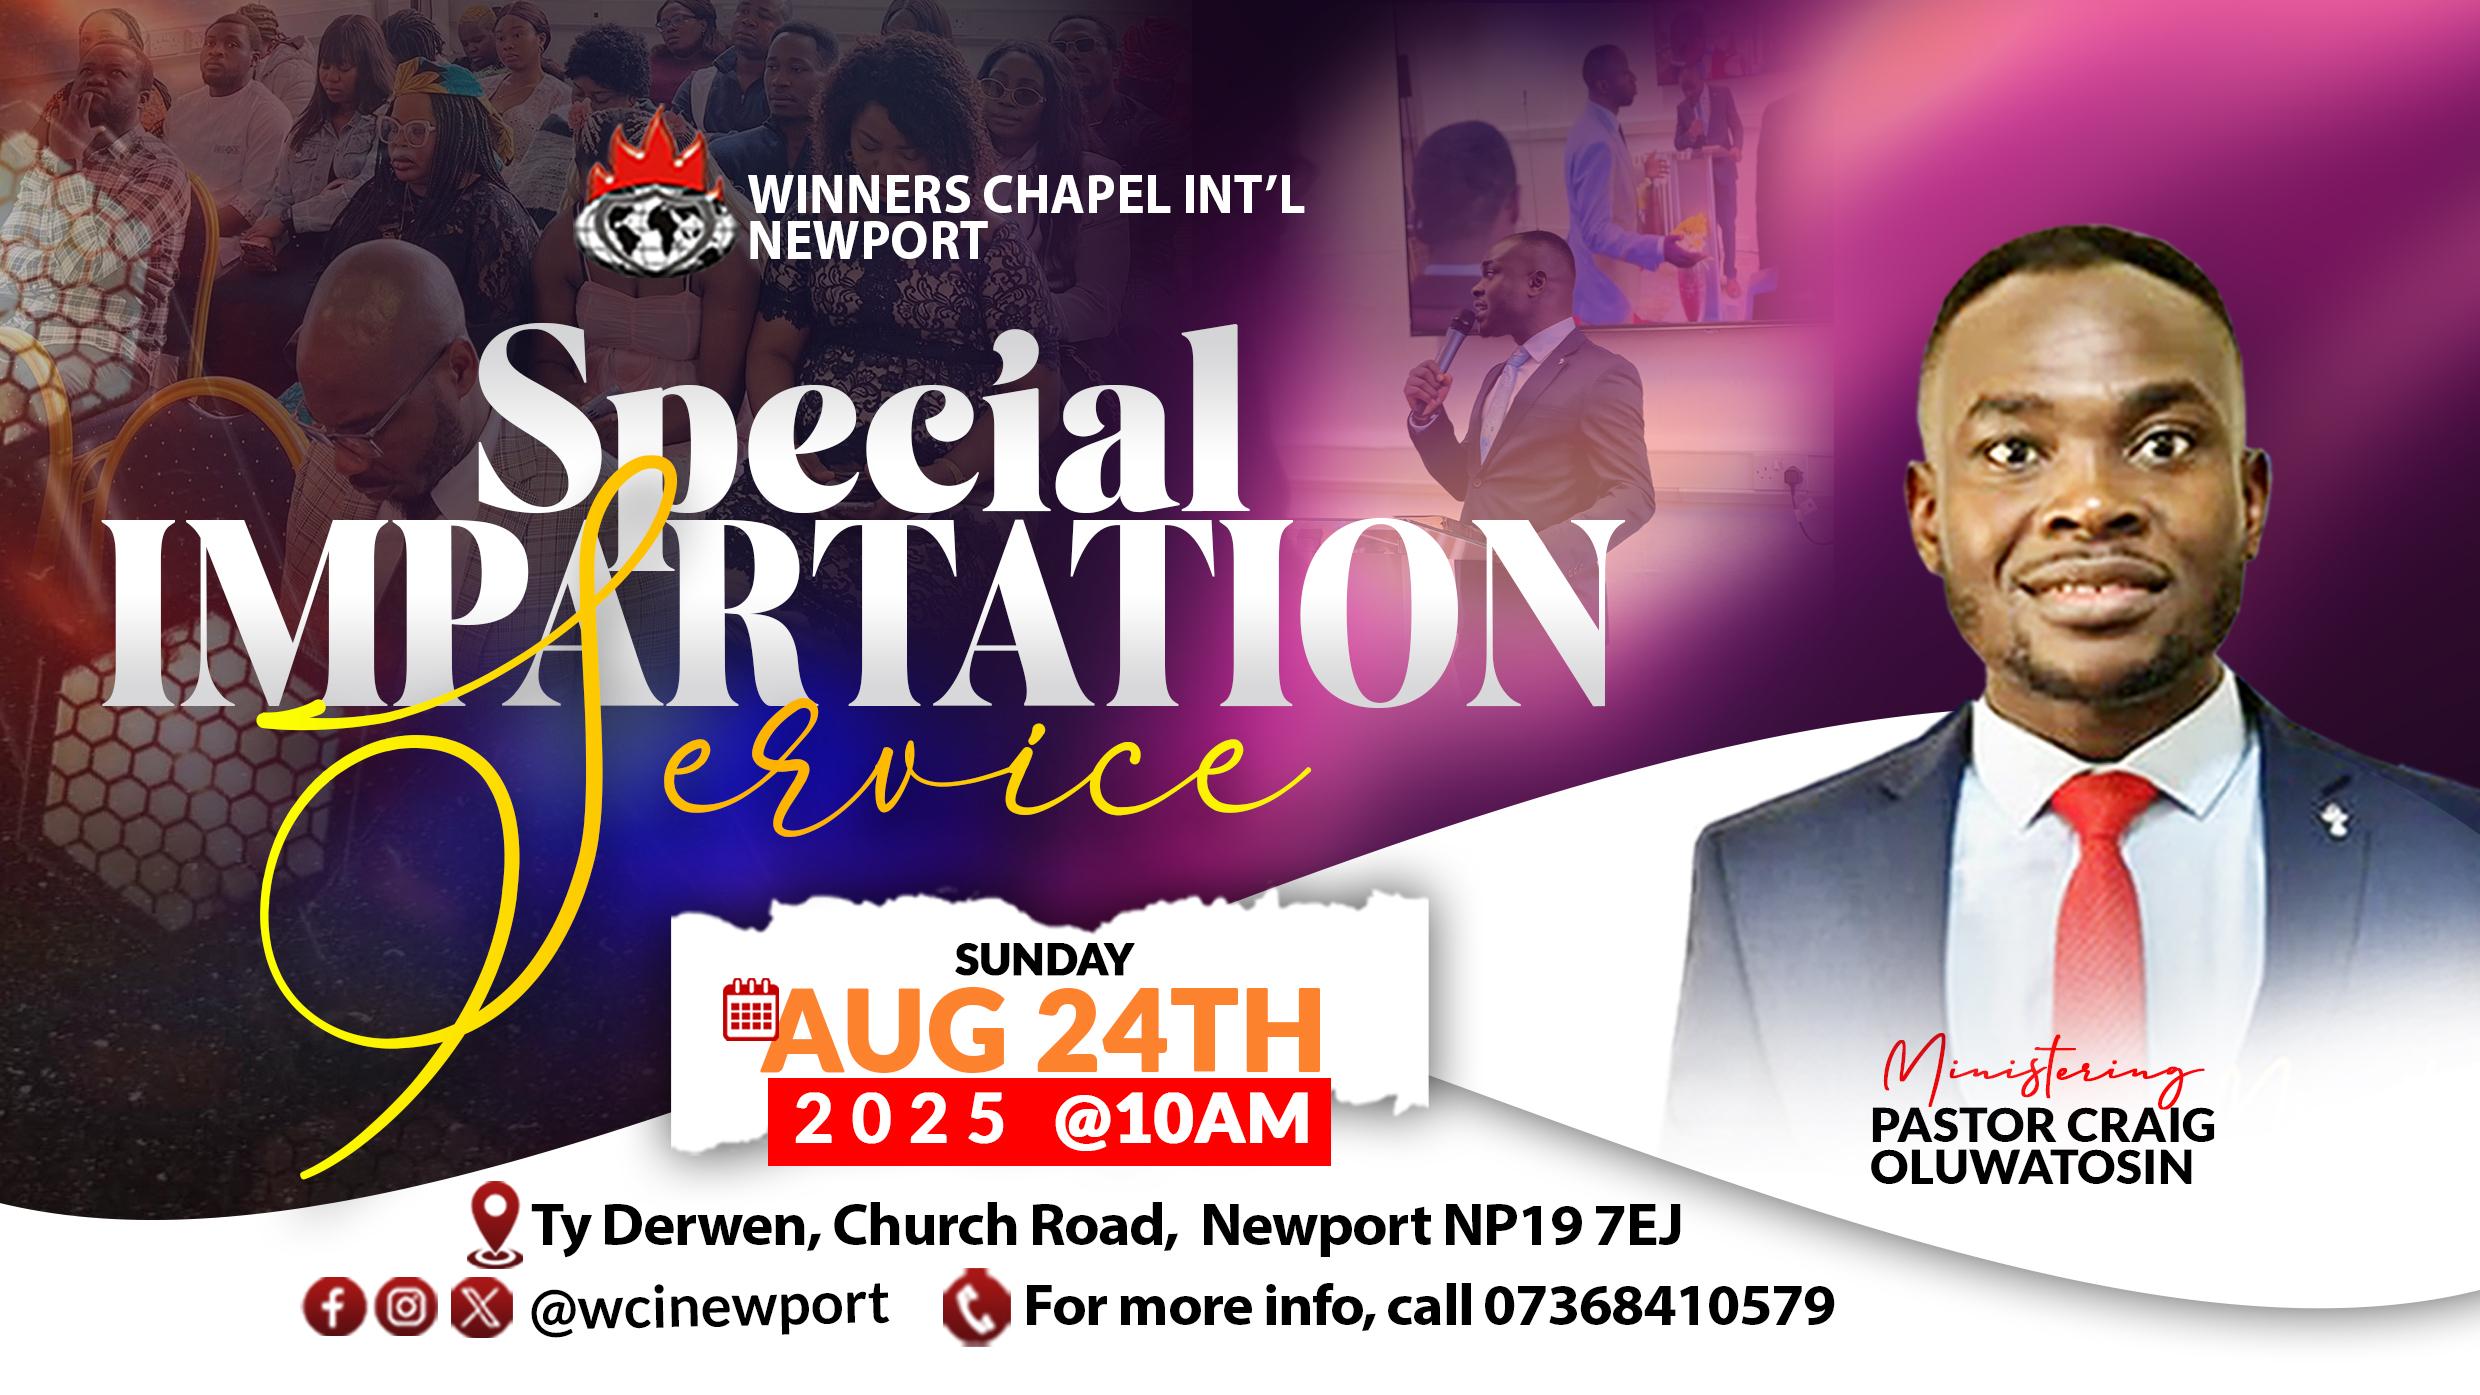 WINNERS CHAPEL INT'L
NEWPORT
Special
IMPARTATION
Service
SUNDAY
AUG 24TH
2025 @10AM
Ministering
PASTOR CRAIG
OLUWATOSIN
Ty Derwen, Church Road, Newport NP19 7EJ
@wcinewport
For more info, call 07368410579